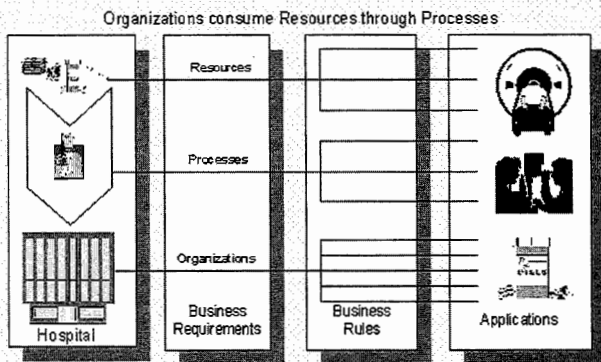 Organizations consume Resources through Processes
Resources
Processes
Organizations
Hospital
Business
Requirements
Business
Rules
Applications